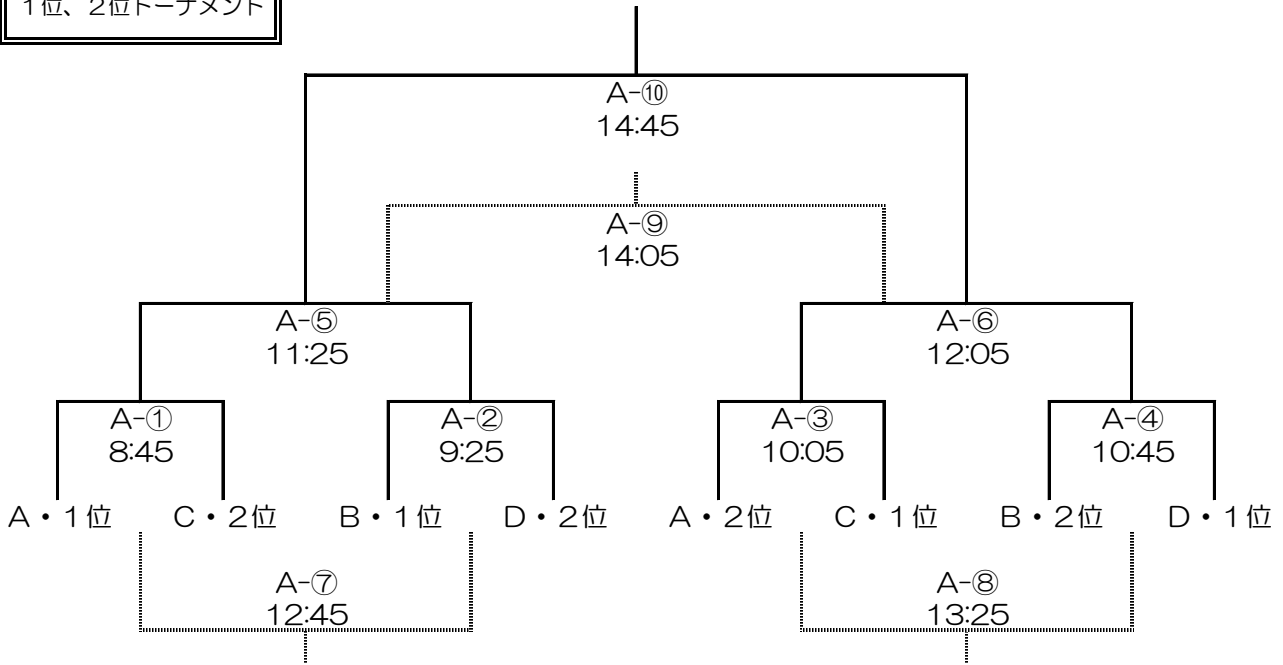 1位、2位トーナメント
A-⑩
14:45
A-⑨
14:05
A-⑤
11:25
A-⑥
12:05
A-①
8:45
A-②
9:25
A-③
10:05
A-④
10:45
A・1位 C・2位 B・1位 D・2位 A・2位 C・1位 B・2位 D・1位
A-⑦
12:45
A-⑧
13:25